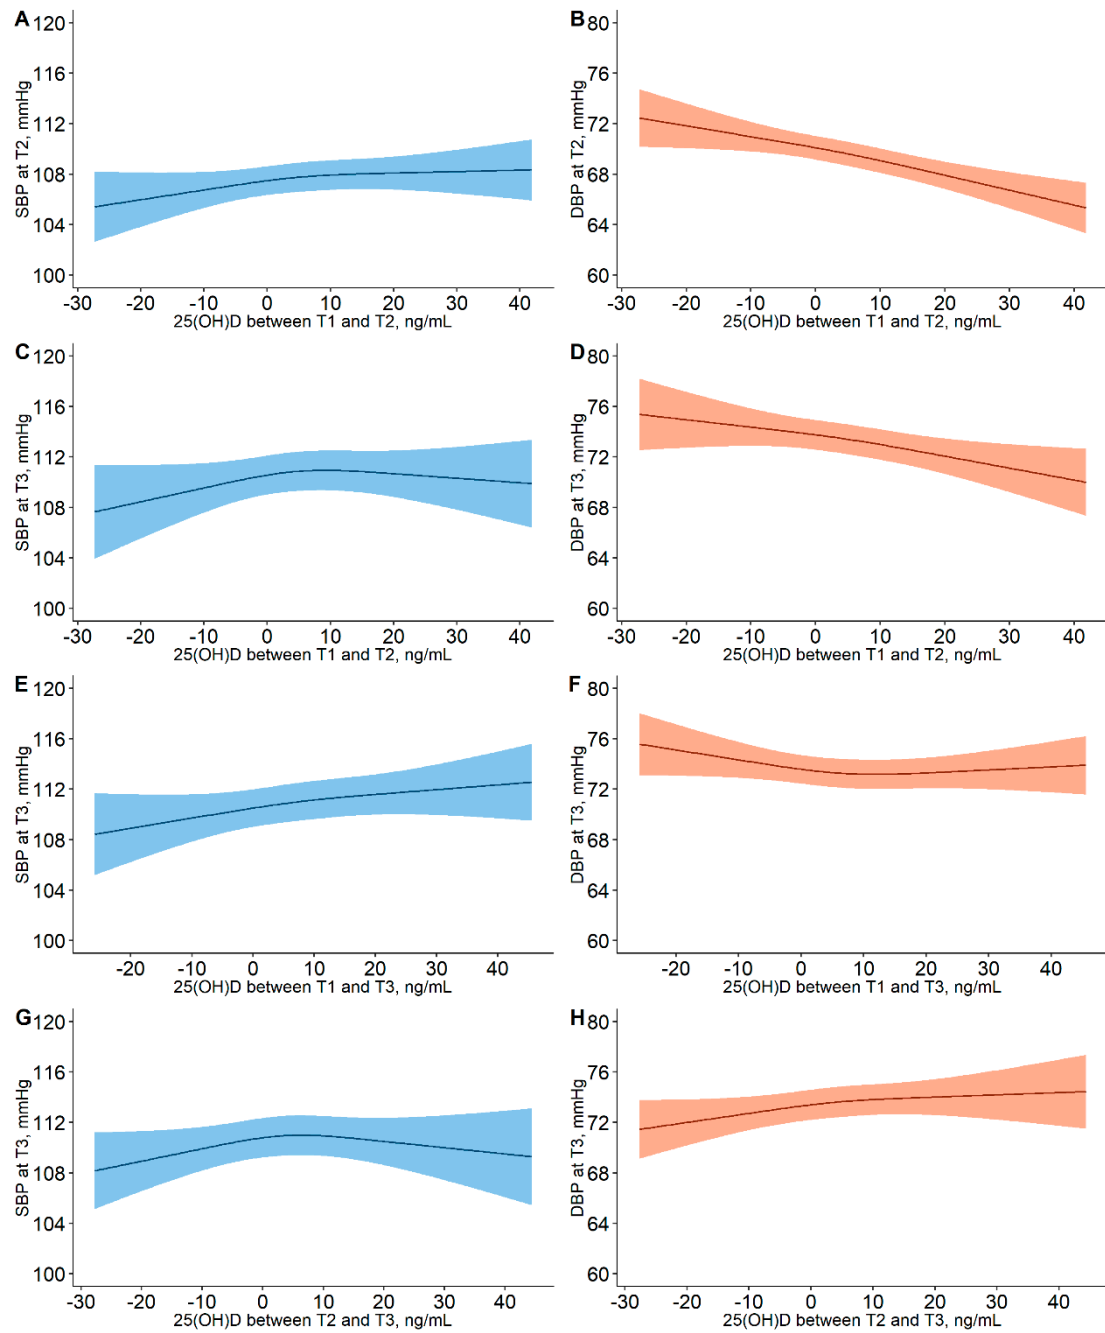 A
120
116
112
108
104
100
SBP at T2, mmHg
-30 -20 -10 0 10 20 30 40
25(OH)D between T1 and T2, ng/mL
B
80
76
72
68
64
60
DBP at T2, mmHg
-30 -20 -10 0 10 20 30 40
25(OH)D between T1 and T2, ng/mL
C
120
116
112
108
104
100
SBP at T3, mmHg
-30 -20 -10 0 10 20 30 40
25(OH)D between T1 and T2, ng/mL
D
80
76
72
68
64
60
DBP at T3, mmHg
-30 -20 -10 0 10 20 30 40
25(OH)D between T1 and T2, ng/mL
E
120
116
112
108
104
100
SBP at T3, mmHg
-20 -10 0 10 20 30 40
25(OH)D between T1 and T3, ng/mL
F
80
76
72
68
64
60
DBP at T3, mmHg
-20 -10 0 10 20 30 40
25(OH)D between T1 and T3, ng/mL
G
120
116
112
108
104
100
SBP at T3, mmHg
-30 -20 -10 0 10 20 30 40
25(OH)D between T2 and T3, ng/mL
H
80
76
72
68
64
60
DBP at T3, mmHg
-30 -20 -10 0 10 20 30 40
25(OH)D between T2 and T3, ng/mL